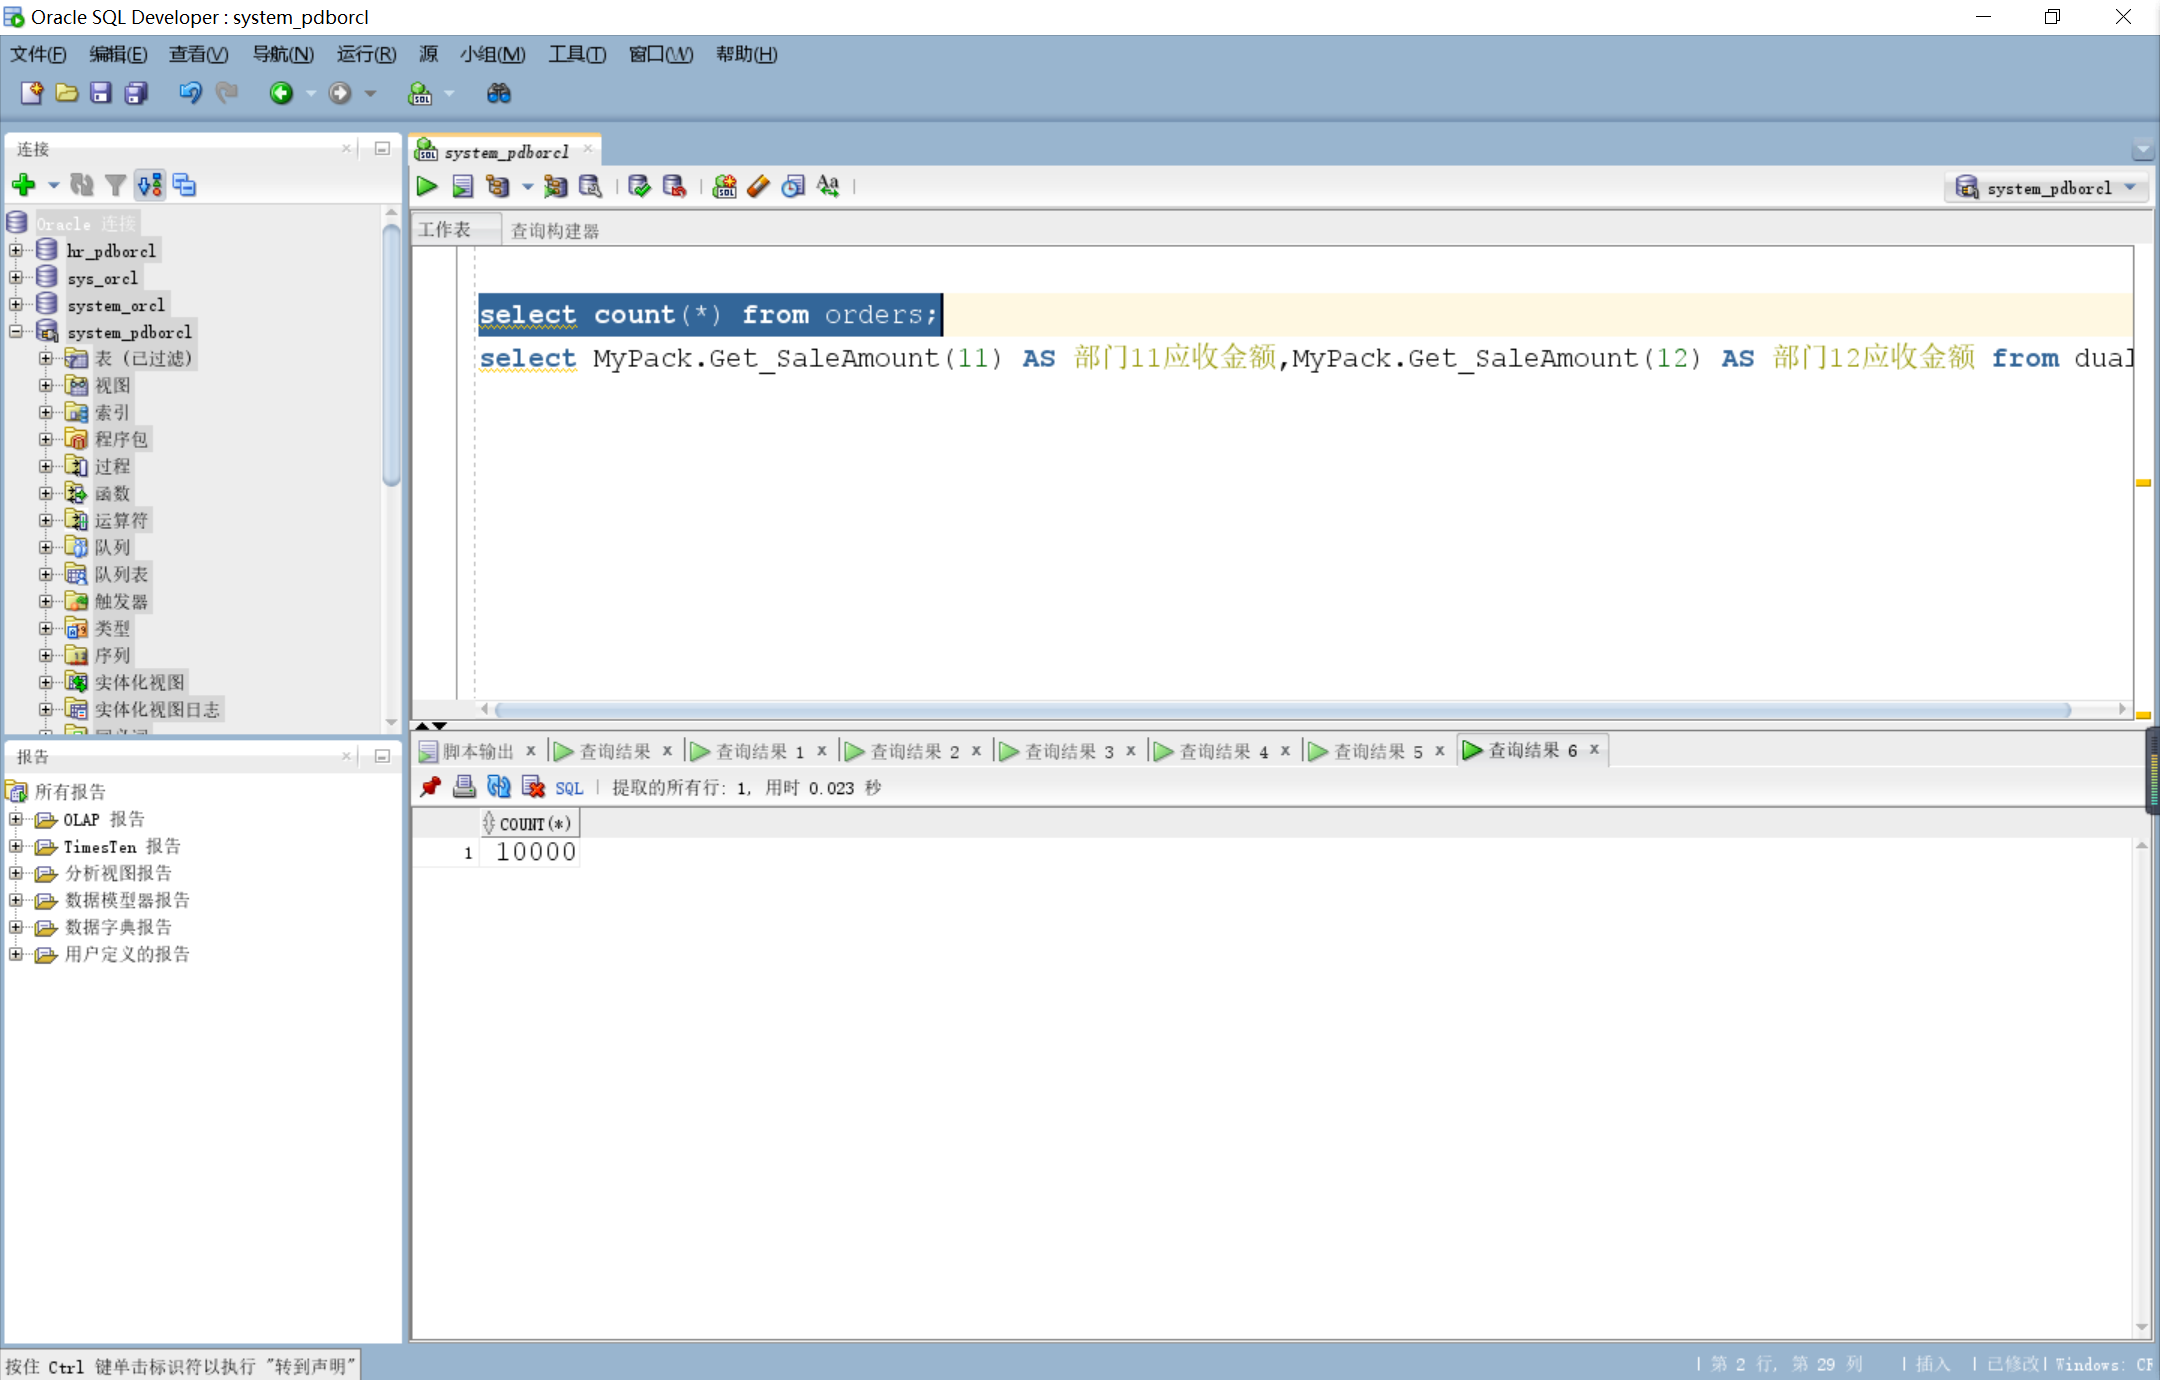 Oracle SQL Developer : system_pdborcl
文件(F) 编辑(E) 查看(V) 导航(N) 运行(R) 源 小组(M) 工具(T) 窗口(W) 帮助(H)
连接
Oracle 连接
hr_pdborcl
sys_orcl
system_orcl
system_pdborcl
表 (已过滤)
视图
索引
程序包
过程
函数
运算符
队列
队列表
触发器
类型
序列
实体化视图
实体化视图日志
报告
所有报告
OLAP 报告
TimesTen 报告
分析视图报告
数据模型器报告
数据字典报告
用户定义的报告
system_pdborcl
system_pdborcl
工作表 查询构建器
select count(*) from orders;
select MyPack.Get_SaleAmount(11) AS 部门11应收金额,MyPack.Get_SaleAmount(12) AS 部门12应收金额 from dual
脚本输出 查询结果 查询结果 1 查询结果 2 查询结果 3 查询结果 4 查询结果 5 查询结果 6
SQL 提取的所有行: 1, 用时 0.023 秒
COUNT(*)
1 10000
按住 Ctrl 键单击标识符以执行 "转到声明"
第 2 行, 第 29 列 插入 已修改 Windows: CF